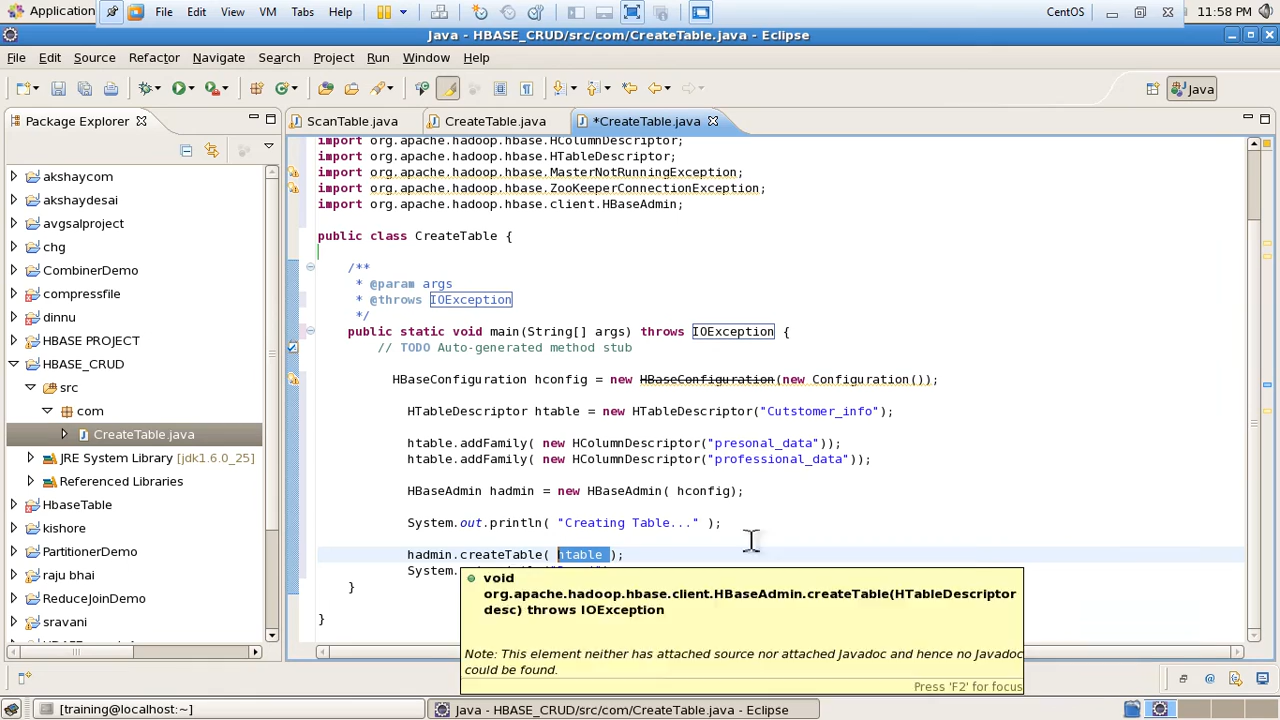 Application
File Edit View VM Tabs Help
CentOS
11:58 PM
Java - HBASE_CRUD/src/com/CreateTable.java - Eclipse
File Edit Source Refactor Navigate Search Project Run Window Help
Java
Package Explorer
ScanTable.java
CreateTable.java
*CreateTable.java
akshaycom
akshaydesai
avgsalproject
chg
CombinerDemo
compressfile
dinnu
HBASE PROJECT
HBASE_CRUD
src
com
CreateTable.java
JRE System Library [jdk1.6.0_25]
Referenced Libraries
HbaseTable
kishore
PartitionerDemo
raju bhai
ReduceJoinDemo
sravani
import org.apache.hadoop.hbase.HColumnDescriptor;
import org.apache.hadoop.hbase.HTableDescriptor;
import org.apache.hadoop.hbase.MasterNotRunningException;
import org.apache.hadoop.hbase.ZooKeeperConnectionException;
import org.apache.hadoop.hbase.client.HBaseAdmin;
public class CreateTable {
/**
* @param args
* @throws IOException
*/
public static void main(String[] args) throws IOException {
// TODO Auto-generated method stub
HBaseConfiguration hconfig = new HBaseConfiguration(new Configuration());
HTableDescriptor htable = new HTableDescriptor("Cutstomer_info");
htable.addFamily( new HColumnDescriptor("presonal_data"));
htable.addFamily( new HColumnDescriptor("professional_data"));
HBaseAdmin hadmin = new HBaseAdmin( hconfig);
System.out.println( "Creating Table..." );
hadmin.createTable( htable );
System.
}
}
void
org.apache.hadoop.hbase.client.HBaseAdmin.createTable(HTableDescriptor
desc) throws IOException
Note: This element neither has attached source nor attached Javadoc and hence no Javadoc
could be found.
Press 'F2' for focus
[training@localhost:~]
Java - HBASE_CRUD/src/com/CreateTable.java - Eclipse